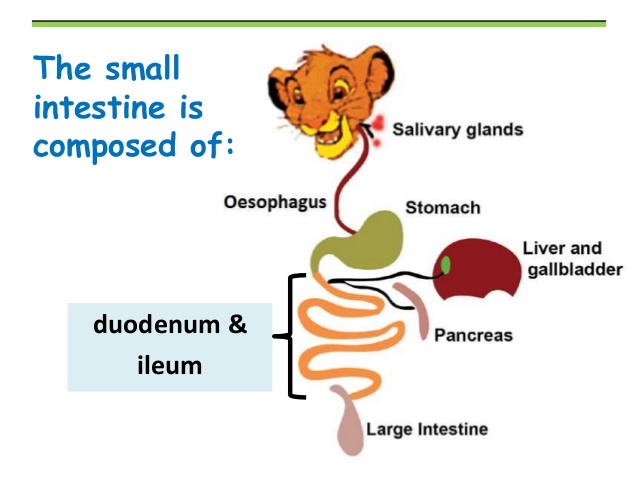 The small
intestine is
composed of:
Salivary glands
Oesophagus
Stomach
Liver and
gallbladder
duodenum &
ileum
Pancreas
Large Intestine